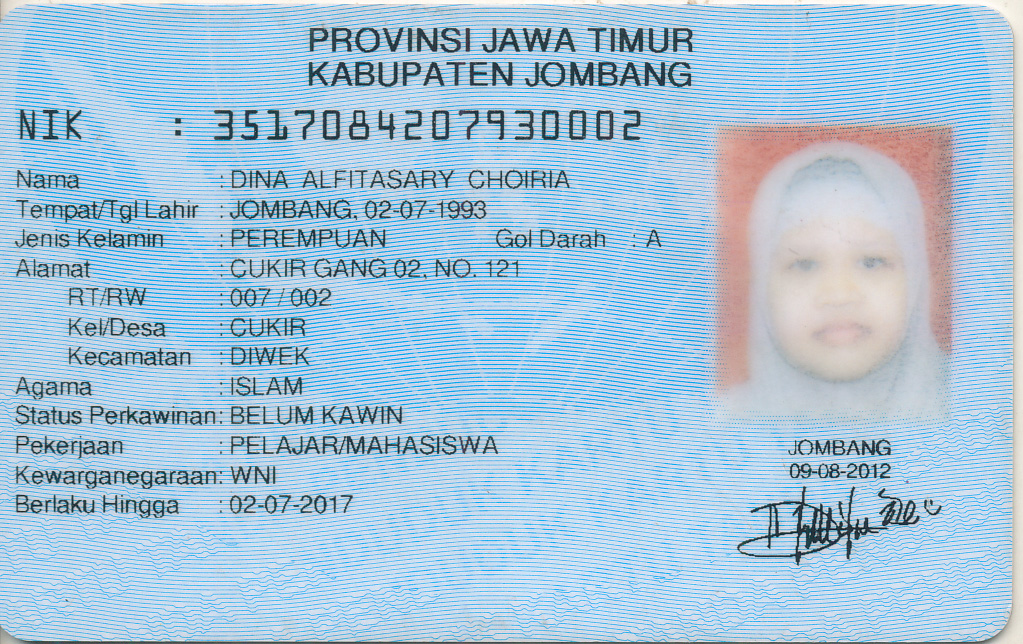 PROVINSI JAWA TIMUR
KABUPATEN JOMBANG
NIK : 3517084207930002
Nama : DINA ALFITASARY CHOIRIA
Tempat/Tgl Lahir : JOMBANG, 02-07-1993
Jenis Kelamin : PEREMPUAN Gol Darah : A
Alamat : CUKIR GANG 02, NO. 121
RT/RW : 007 / 002
Kel/Desa : CUKIR
Kecamatan : DIWEK
Agama : ISLAM
Status Perkawinan: BELUM KAWIN
Pekerjaan : PELAJAR/MAHASISWA
Kewarganegaraan: WNI
Berlaku Hingga : 02-07-2017
JOMBANG
09-08-2012